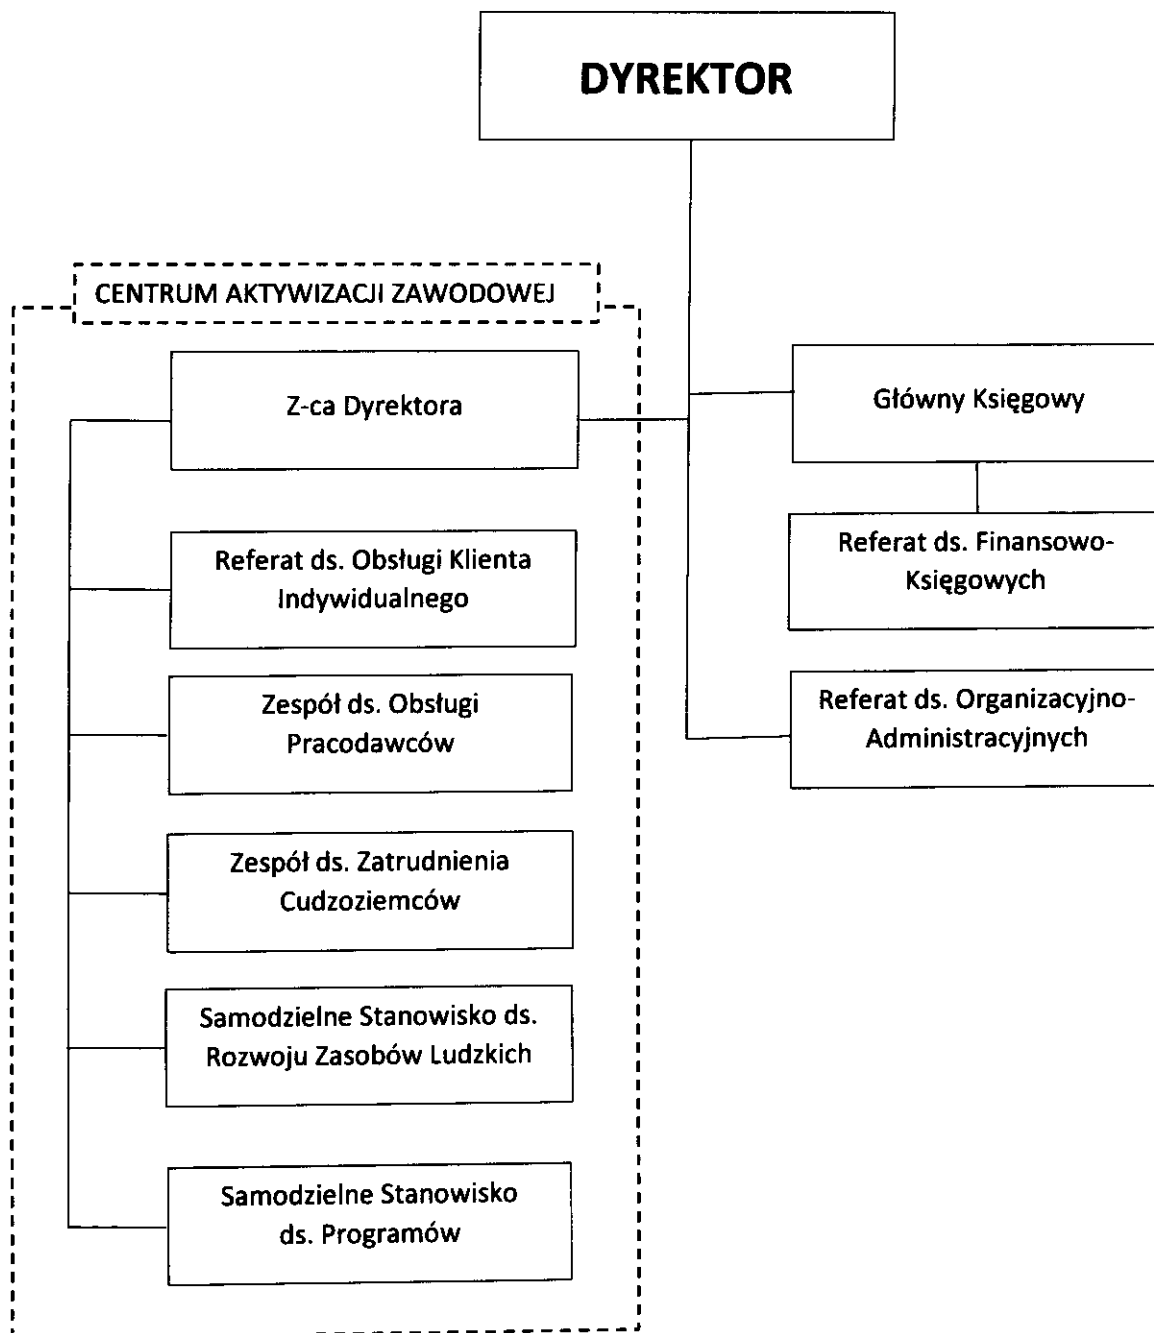 DYREKTOR
CENTRUM AKTYWIZACJI ZAWODOWEJ
Z-ca Dyrektora
Referat ds. Obsługi Klienta
Indywidualnego
Zespół ds. Obsługi
Pracodawców
Zespół ds. Zatrudnienia
Cudzoziemców
Samodzielne Stanowisko ds.
Rozwoju Zasobów Ludzkich
Samodzielne Stanowisko
ds. Programów
Główny Księgowy
Referat ds. Finansowo-
Księgowych
Referat ds. Organizacyjno-
Administracyjnych